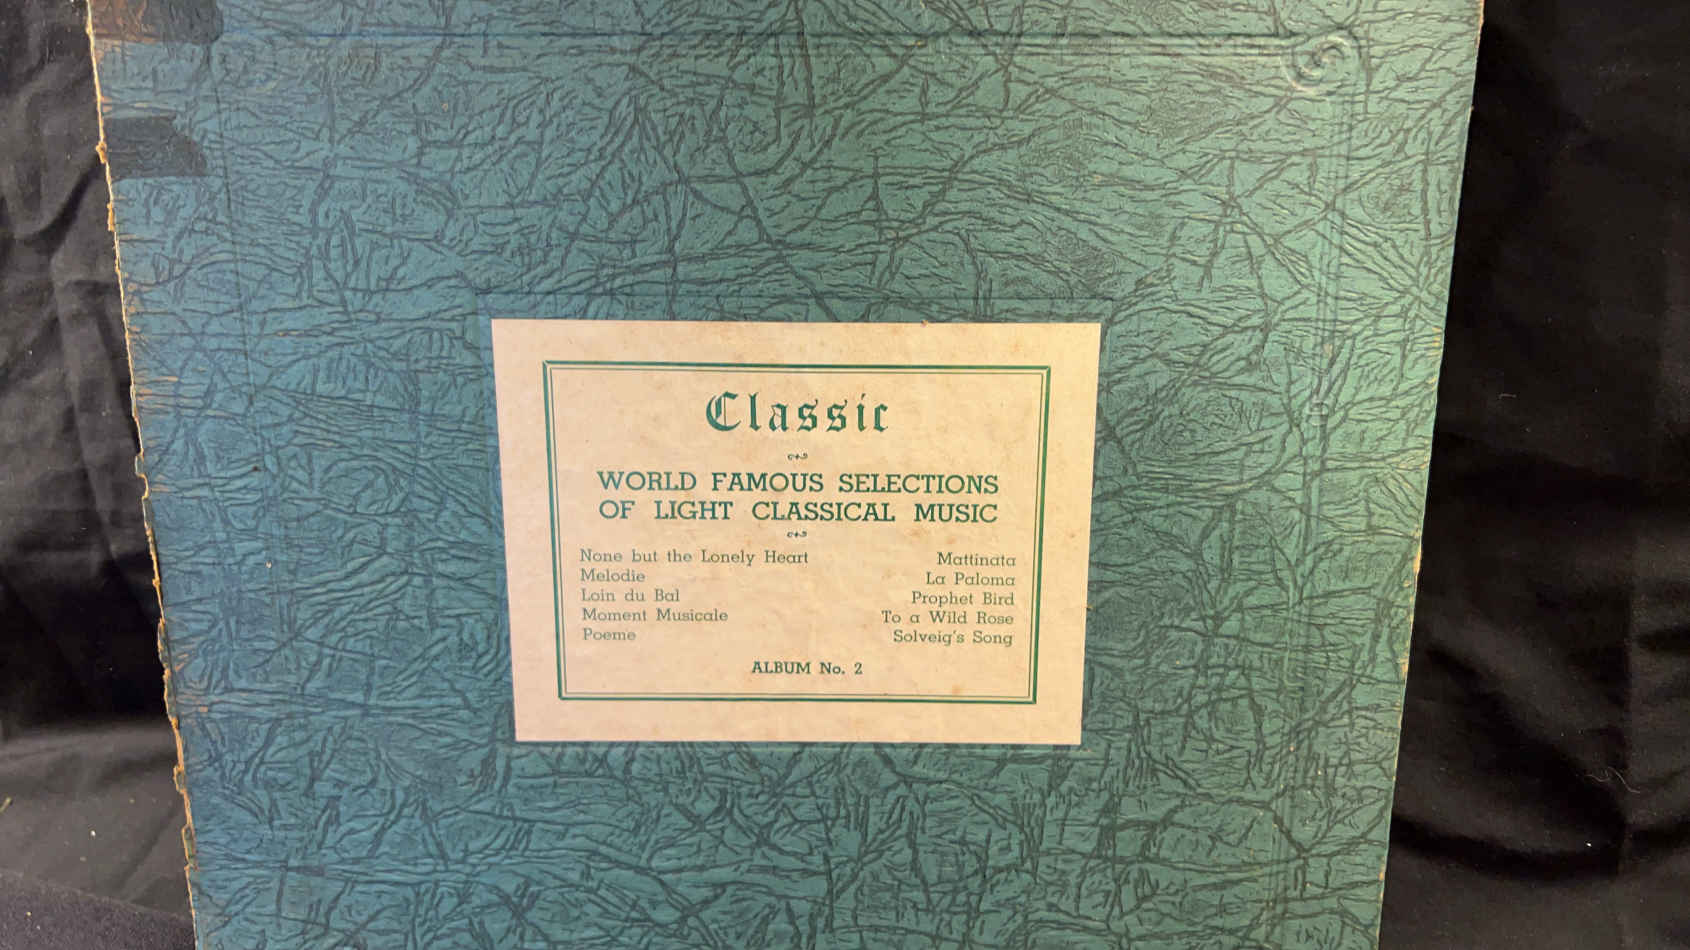 Classic
WORLD FAMOUS SELECTIONS
OF LIGHT CLASSICAL MUSIC
None but the Lonely Heart
Melodie
Loin du Bal
Moment Musicale
Poeme
Mattinata
La Paloma
Prophet Bird
To a Wild Rose
Solveig's Song
ALBUM No. 2